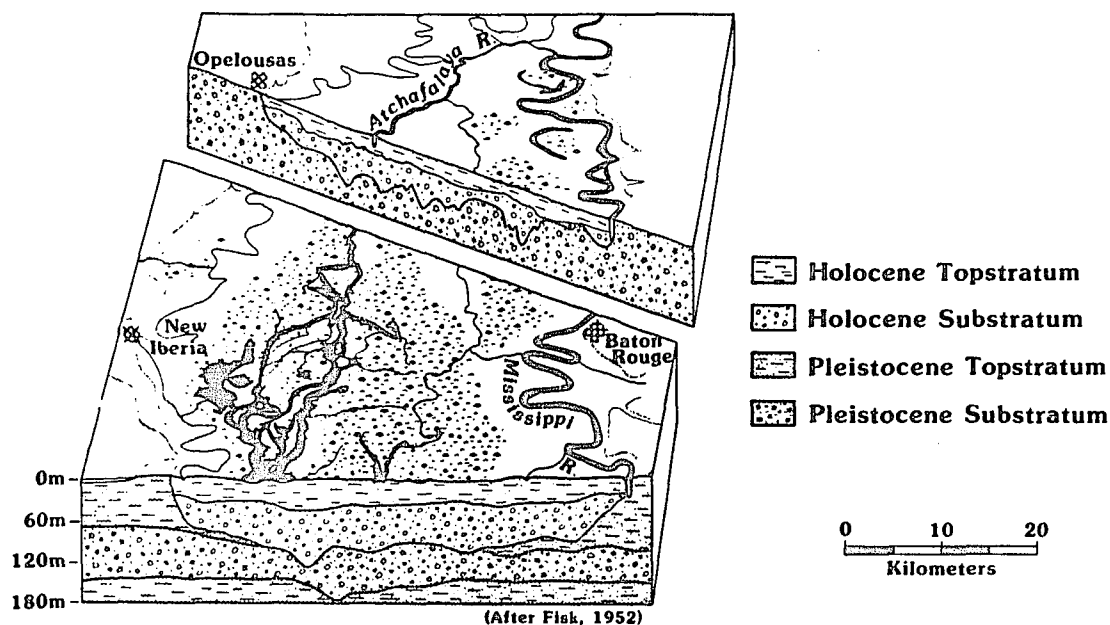 Opelousas
Atchafalaya R.
New
Iberia
Baton
Rouge
Mississippi
R
0m
60m
120m
180m
(After Fisk, 1952)
Holocene Topstratum
Holocene Substratum
Pleistocene Topstratum
Pleistocene Substratum
0 10 20
Kilometers